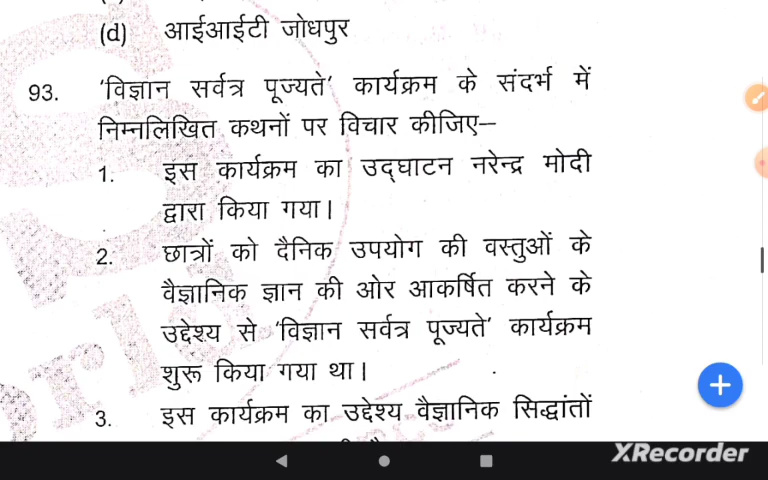 (d) आईआईटी जोधपुर
93. 'विज्ञान सर्वत्र पूज्यते' कार्यक्रम के संदर्भ में
निम्नलिखित कथनों पर विचार कीजिए–
1. इस कार्यक्रम का उद्घाटन नरेन्द्र मोदी
द्वारा किया गया।
2. छात्रों को दैनिक उपयोग की वस्तुओं के
वैज्ञानिक ज्ञान की ओर आकर्षित करने के
उद्देश्य से 'विज्ञान सर्वत्र पूज्यते' कार्यक्रम
शुरू किया गया था।
3. इस कार्यक्रम का उद्देश्य वैज्ञानिक सिद्धांतों
XRecorder